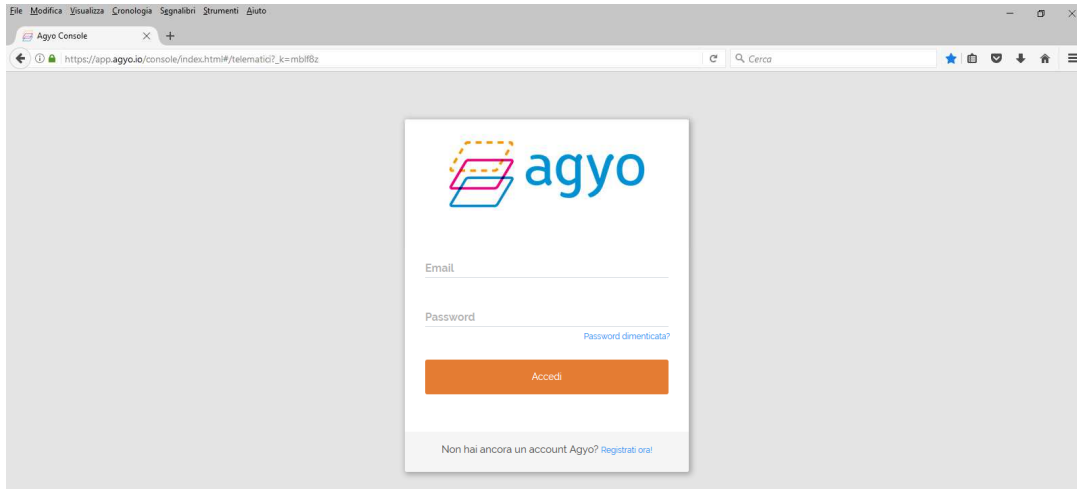 File Modifica Visualizza Cronologia Segnalibri Strumenti Aiuto
Agyo Console
https://app.agyo.io/console/index.html#/telematici?_k=mblf8z
Cerca
agyo
Email
Password
Password dimenticata?
Accedi
Non hai ancora un account Agyo? Registrati ora!